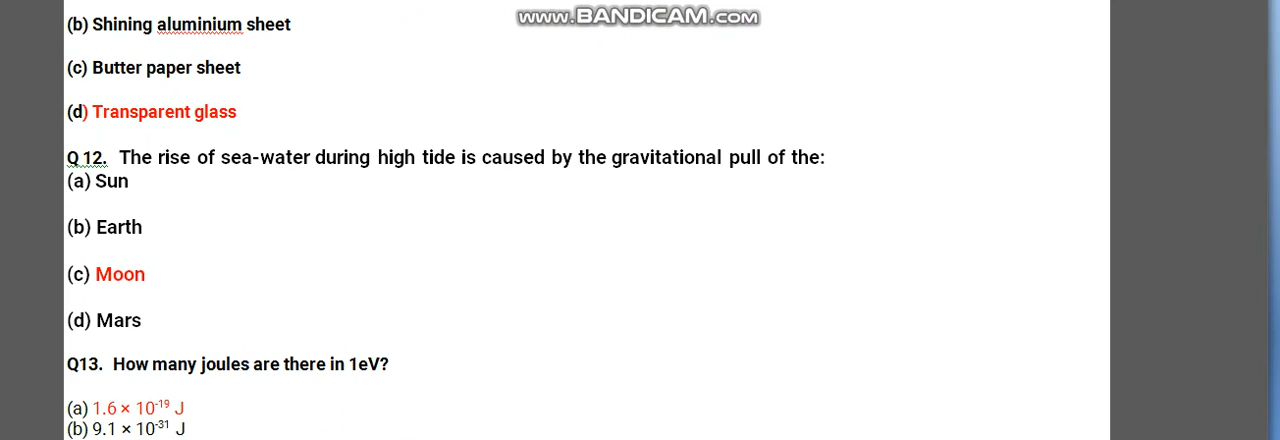 www.BANDICAM.com
(b) Shining aluminium sheet
(c) Butter paper sheet
(d) Transparent glass
Q 12. The rise of sea-water during high tide is caused by the gravitational pull of the:
(a) Sun
(b) Earth
(c) Moon
(d) Mars
Q13. How many joules are there in 1eV?
(a) 1.6 × 10⁻¹⁹ J
(b) 9.1 × 10⁻³¹ J